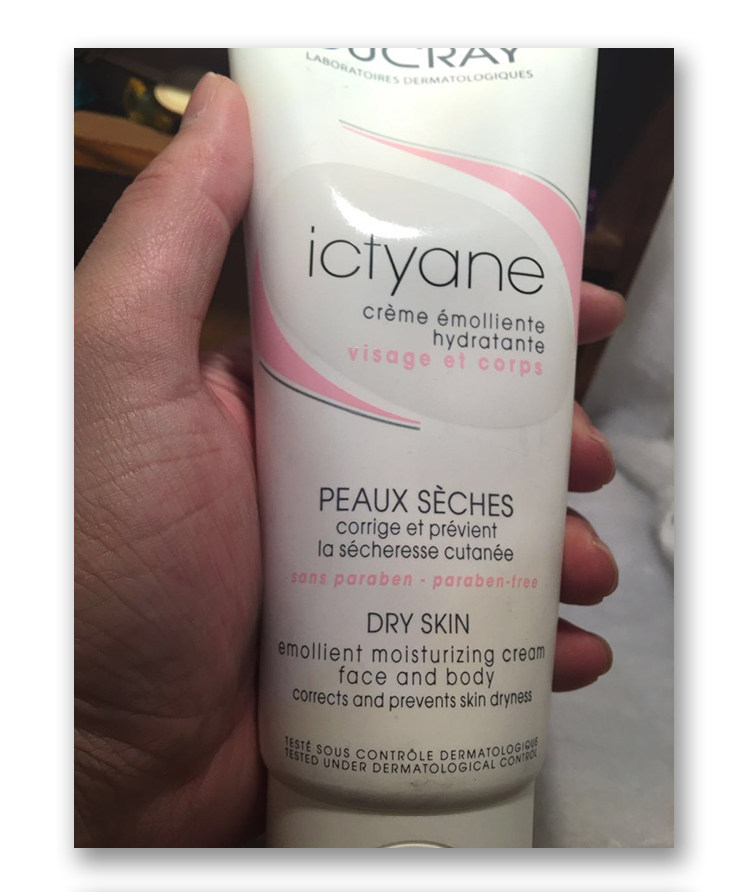 DUCRAY
LABORATOIRES DERMATOLOGIQUES
ictyane
crème émolliente
hydratante
visage et corps
PEAUX SÈCHES
corrige et prévient
la sécheresse cutanée
sans paraben - paraben-free
DRY SKIN
emollient moisturizing cream
face and body
corrects and prevents skin dryness
TESTÉ SOUS CONTRÔLE DERMATOLOGIQUE
TESTED UNDER DERMATOLOGICAL CONTROL